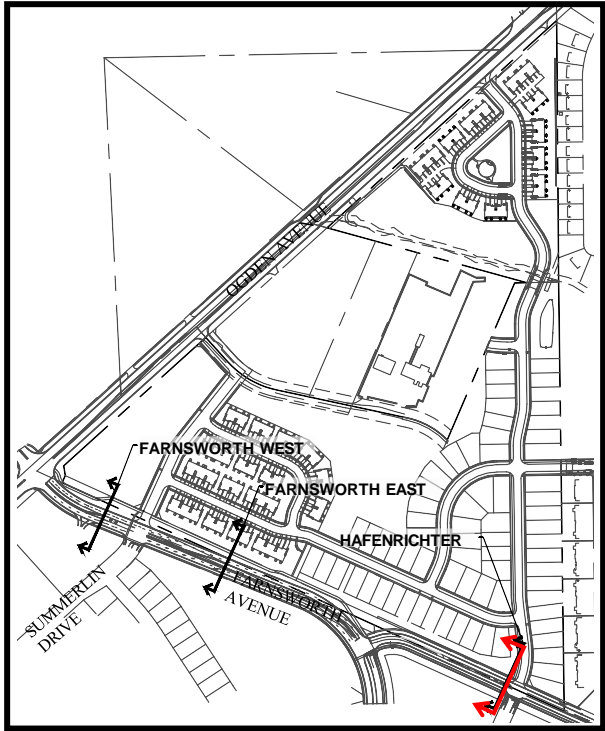 OGDEN AVENUE
FARNSWORTH WEST
FARNSWORTH EAST
HAFENRICHTER
SUMMERLIN
DRIVE
FARNSWORTH
AVENUE